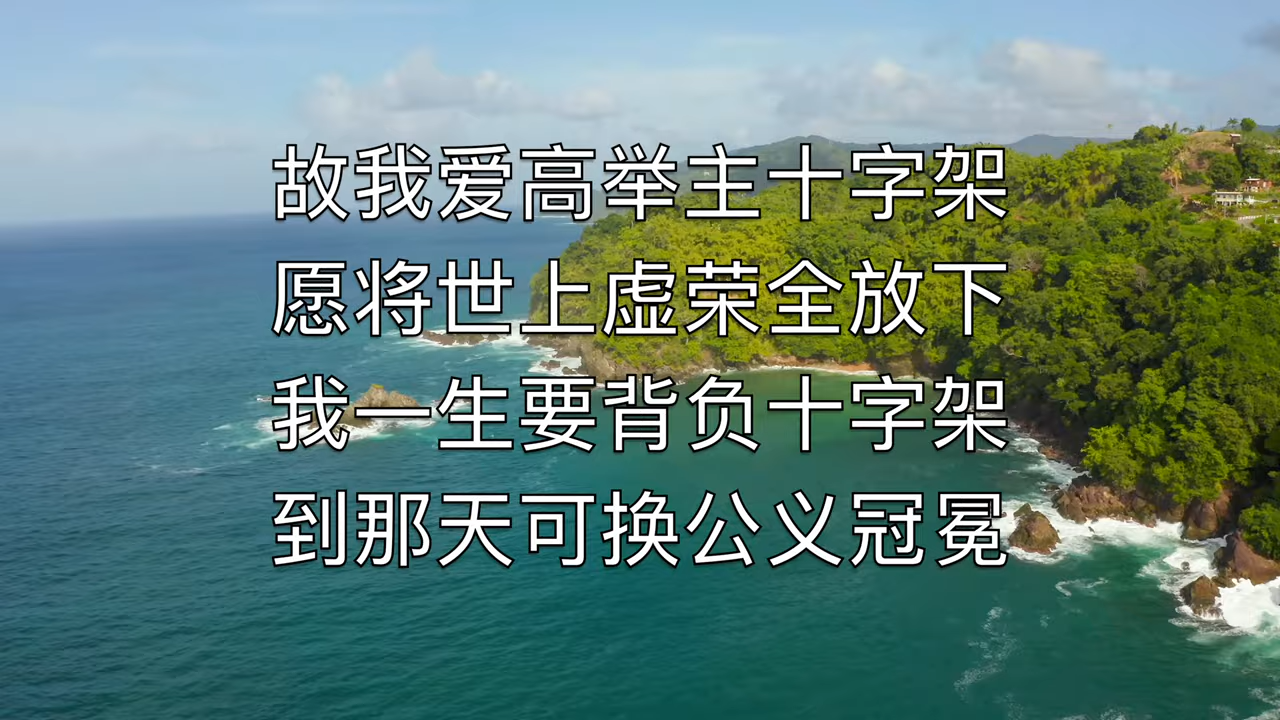 故我爱高举主十字架
愿将世上虚荣全放下
我一生要背负十字架
到那天可换公义冠冕